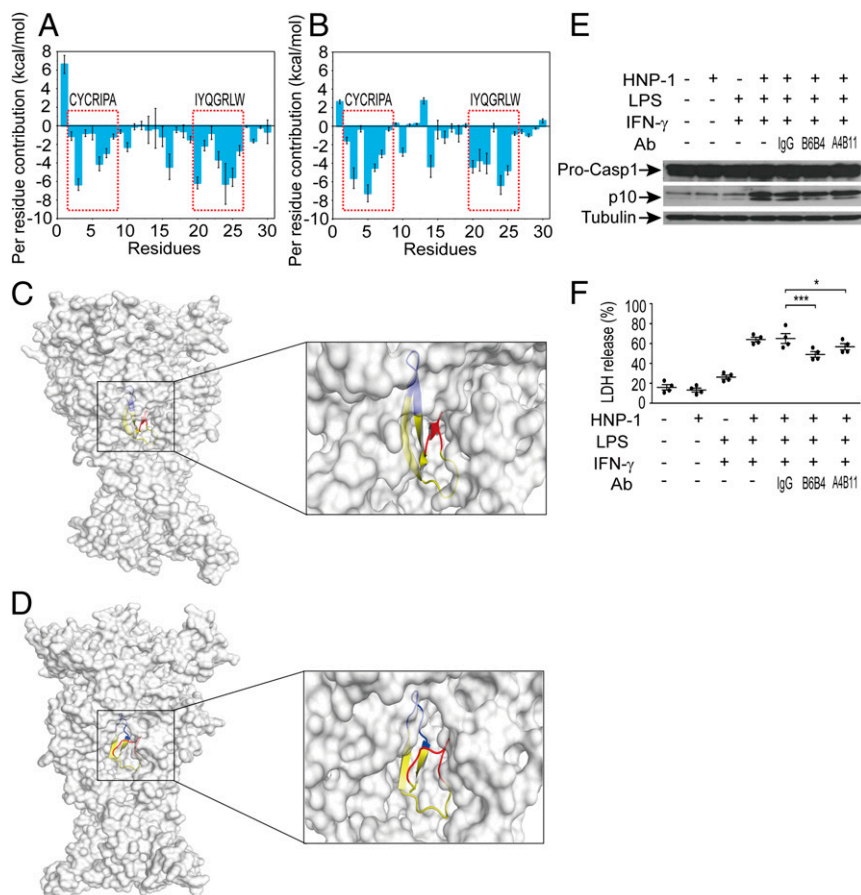 A
Per residue contribution (kcal/mol)
8
6
4
2
0
-2
-4
-6
-8
-10
CYCRIPA
IYQGRLW
0 5 10 15 20 25 30
Residues
B
Per residue contribution (kcal/mol)
8
6
4
2
0
-2
-4
-6
-8
-10
CYCRIPA
IYQGRLW
0 5 10 15 20 25 30
Residues
E
HNP-1 - + - + + + +
LPS - - + + + + +
IFN-γ - - + + + + +
Ab - - - - IgG B6B4 A4B11
Pro-Casp1
p10
Tubulin
C
F
LDH release (%)
100
80
60
40
20
0
*
***
HNP-1 - + - + + + +
LPS - - + + + + +
IFN-γ - - + + + + +
Ab - - - - IgG B6B4 A4B11
D